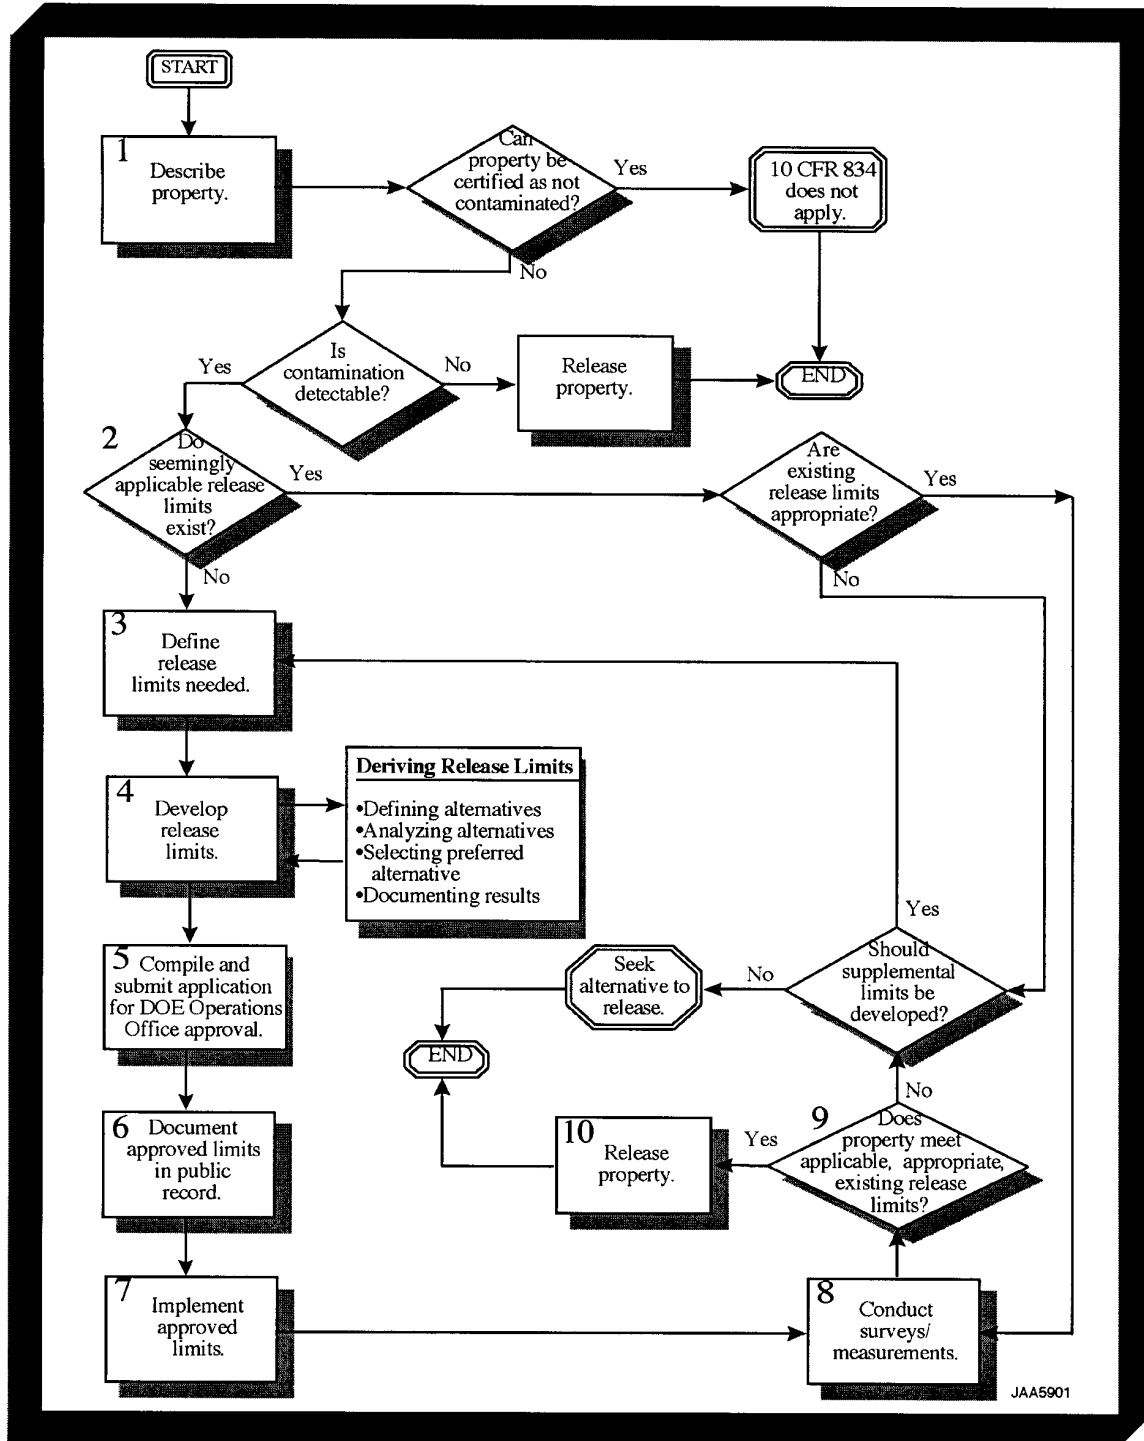 START
1
Describe
property.
Can
property be
certified as not
contaminated?
Yes
10 CFR 834
does not
apply.
No
Is
contamination
detectable?
Yes
No
Release
property.
END
2
Do
seemingly
applicable release
limits
exist?
Yes
Are
existing
release limits
appropriate?
Yes
No
No
3
Define
release
limits needed.
4
Develop
release
limits.
Deriving Release Limits
•Defining alternatives
•Analyzing alternatives
•Selecting preferred
alternative
•Documenting results
5
Compile and
submit application
for DOE Operations
Office approval.
Yes
Should
supplemental
limits be
developed?
No
Seek
alternative to
release.
END
6
Document
approved limits
in public
record.
No
9
Does
property meet
applicable, appropriate,
existing release
limits?
Yes
10
Release
property.
7
Implement
approved
limits.
8
Conduct
surveys/
measurements.
JAA5901